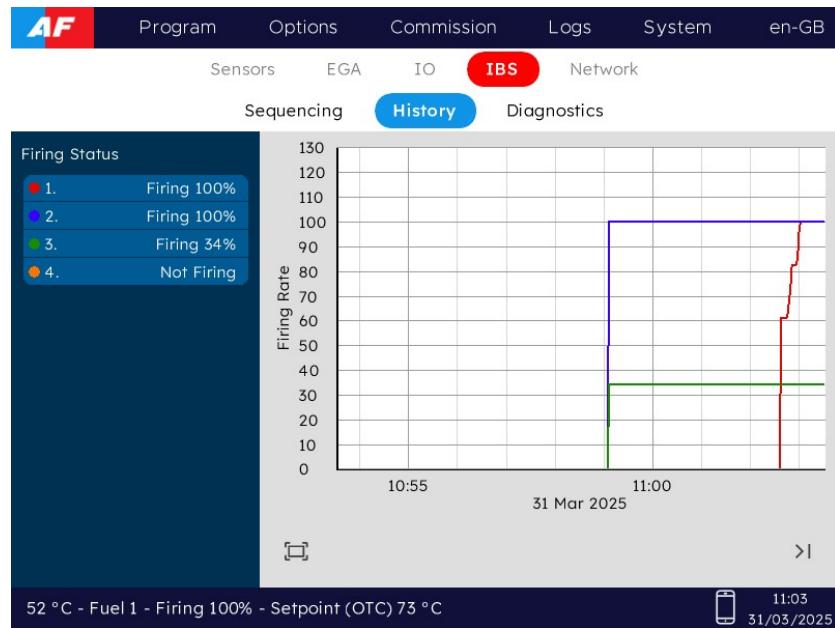 AF Program Options Commission Logs System en-GB
Sensors EGA IO IBS Network
Sequencing History Diagnostics
Firing Status
1. Firing 100%
2. Firing 100%
3. Firing 34%
4. Not Firing
Firing Rate
130
120
110
100
90
80
70
60
50
40
30
20
10
0
10:55 11:00
31 Mar 2025
52 °C - Fuel 1 - Firing 100% - Setpoint (OTC) 73 °C
11:03
31/03/2025